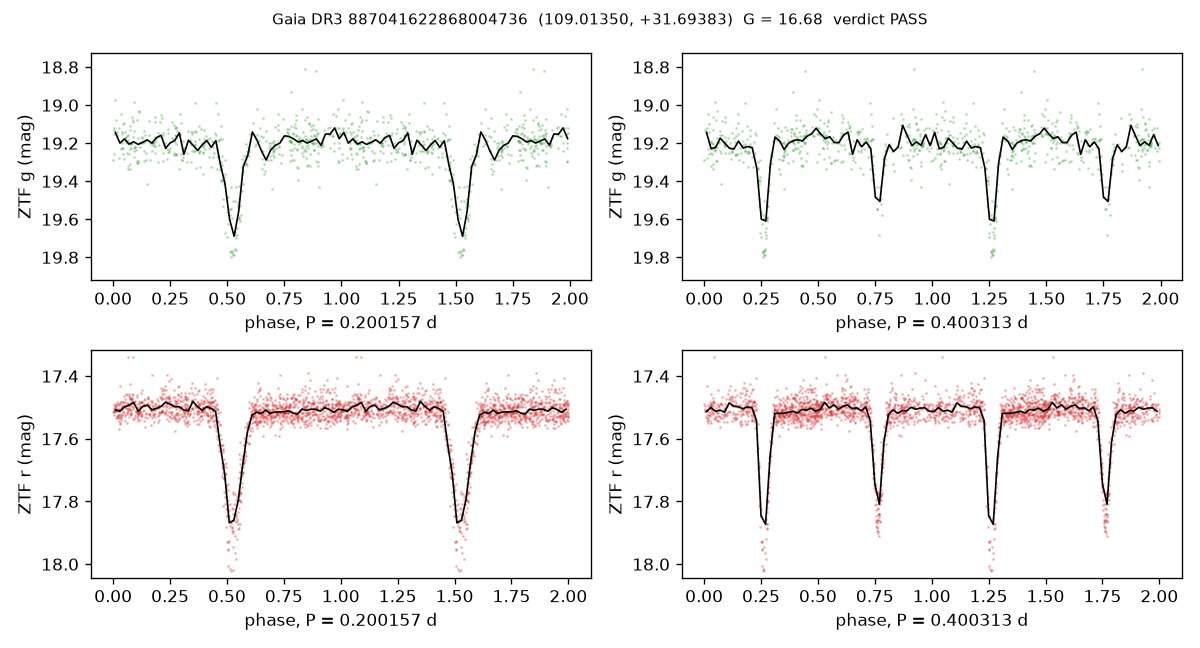 Gaia DR3 887041622868004736  (109.01350, +31.69383)  G = 16.68  verdict PASS
ZTF g (mag)
18.8
19.0
19.2
19.4
19.6
19.8
0.00 0.25 0.50 0.75 1.00 1.25 1.50 1.75 2.00
phase, P = 0.200157 d
ZTF g (mag)
18.8
19.0
19.2
19.4
19.6
19.8
0.00 0.25 0.50 0.75 1.00 1.25 1.50 1.75 2.00
phase, P = 0.400313 d
ZTF r (mag)
17.4
17.6
17.8
18.0
0.00 0.25 0.50 0.75 1.00 1.25 1.50 1.75 2.00
phase, P = 0.200157 d
ZTF r (mag)
17.4
17.6
17.8
18.0
0.00 0.25 0.50 0.75 1.00 1.25 1.50 1.75 2.00
phase, P = 0.400313 d